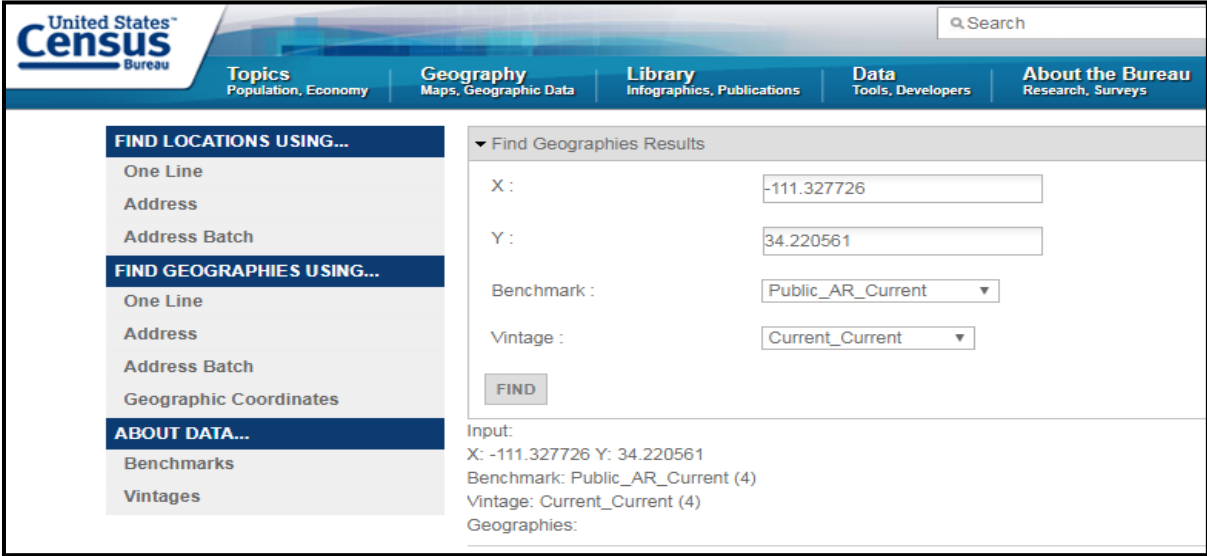 United States™
Census
Bureau
Search
Topics
Population, Economy
Geography
Maps, Geographic Data
Library
Infographics, Publications
Data
Tools, Developers
About the Bureau
Research, Surveys
FIND LOCATIONS USING...
One Line
Address
Address Batch
FIND GEOGRAPHIES USING...
One Line
Address
Address Batch
Geographic Coordinates
ABOUT DATA...
Benchmarks
Vintages
Find Geographies Results
X :
-111.327726
Y :
34.220561
Benchmark :
Public_AR_Current
Vintage :
Current_Current
FIND
Input:
X: -111.327726 Y: 34.220561
Benchmark: Public_AR_Current (4)
Vintage: Current_Current (4)
Geographies: